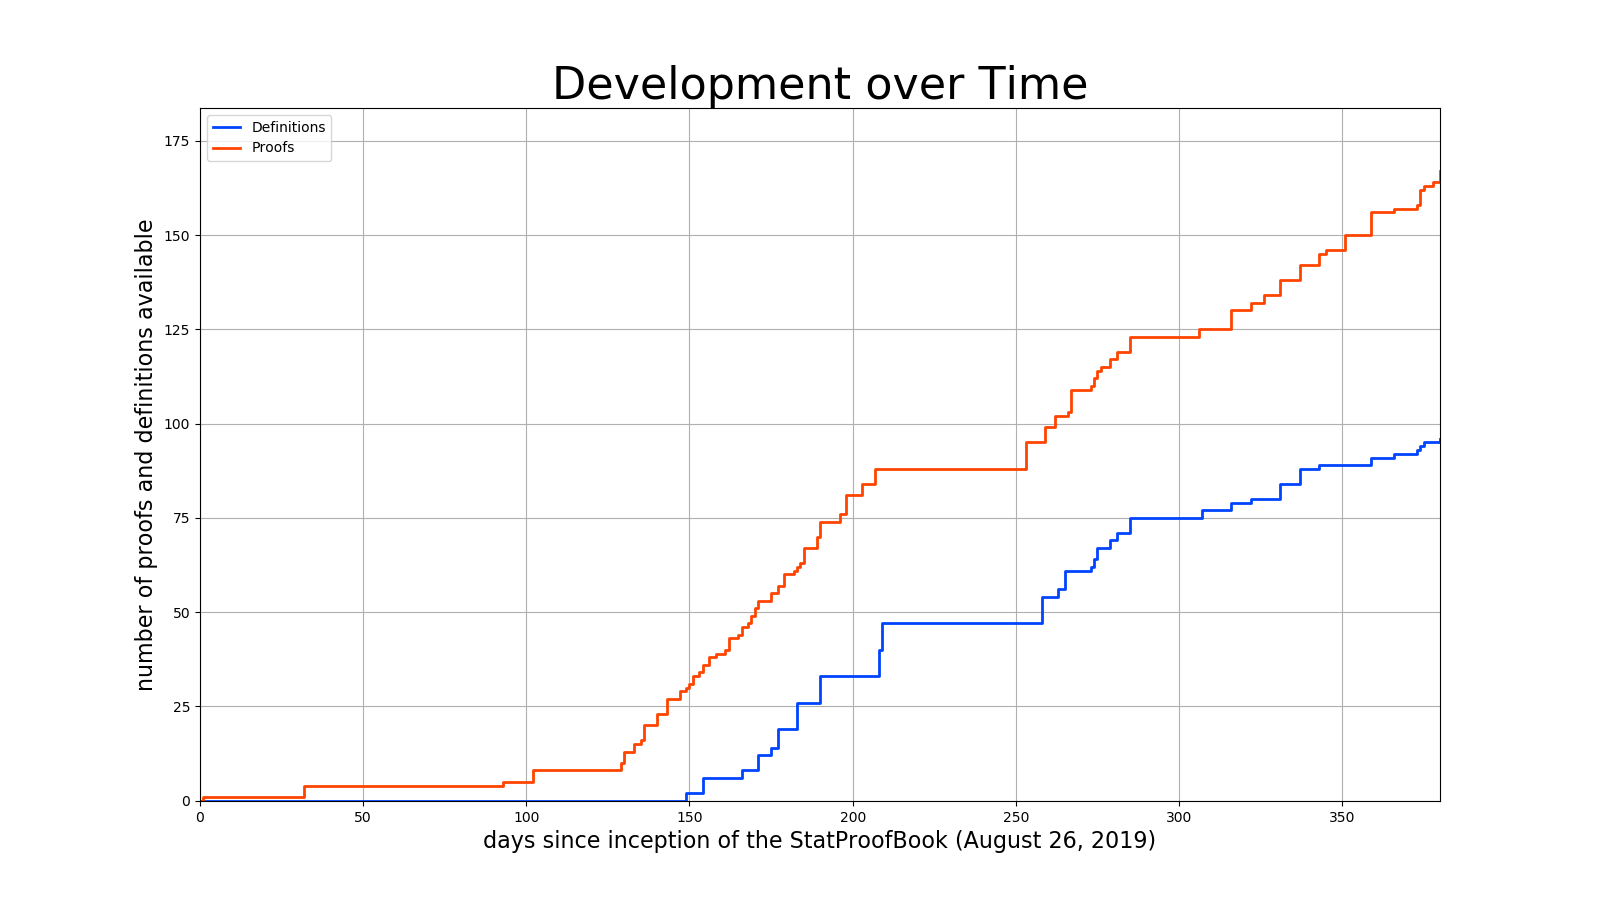 Development over Time
Definitions
Proofs
number of proofs and definitions available
175
150
125
100
75
50
25
0
0 50 100 150 200 250 300 350
days since inception of the StatProofBook (August 26, 2019)